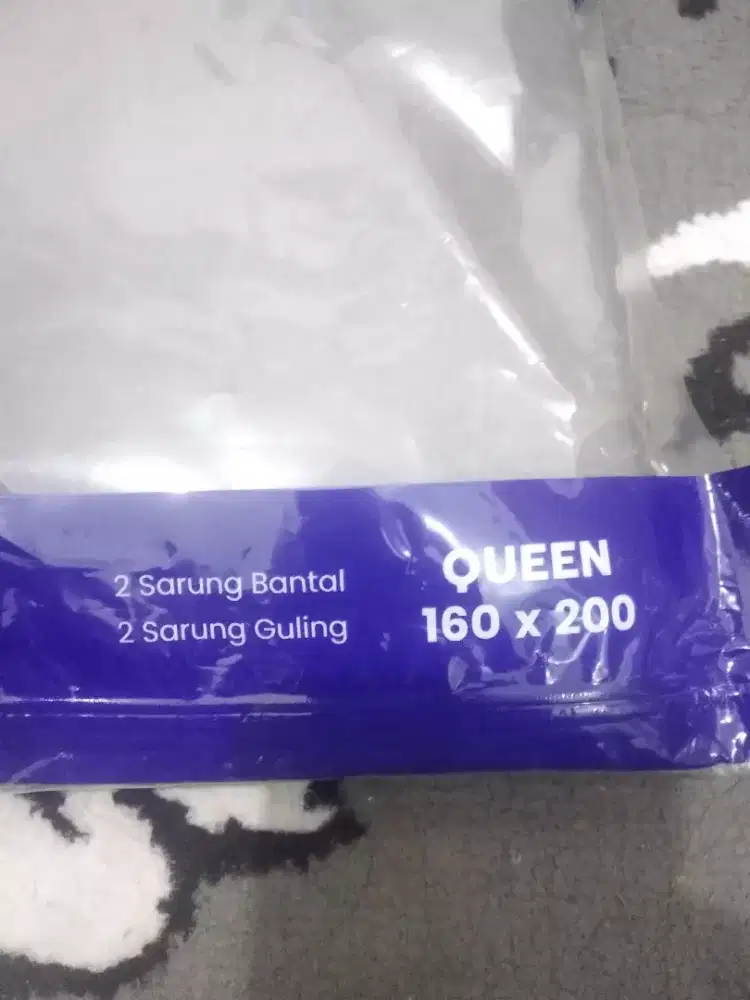 2 Sarung Bantal
2 Sarung Guling
QUEEN
160 x 200